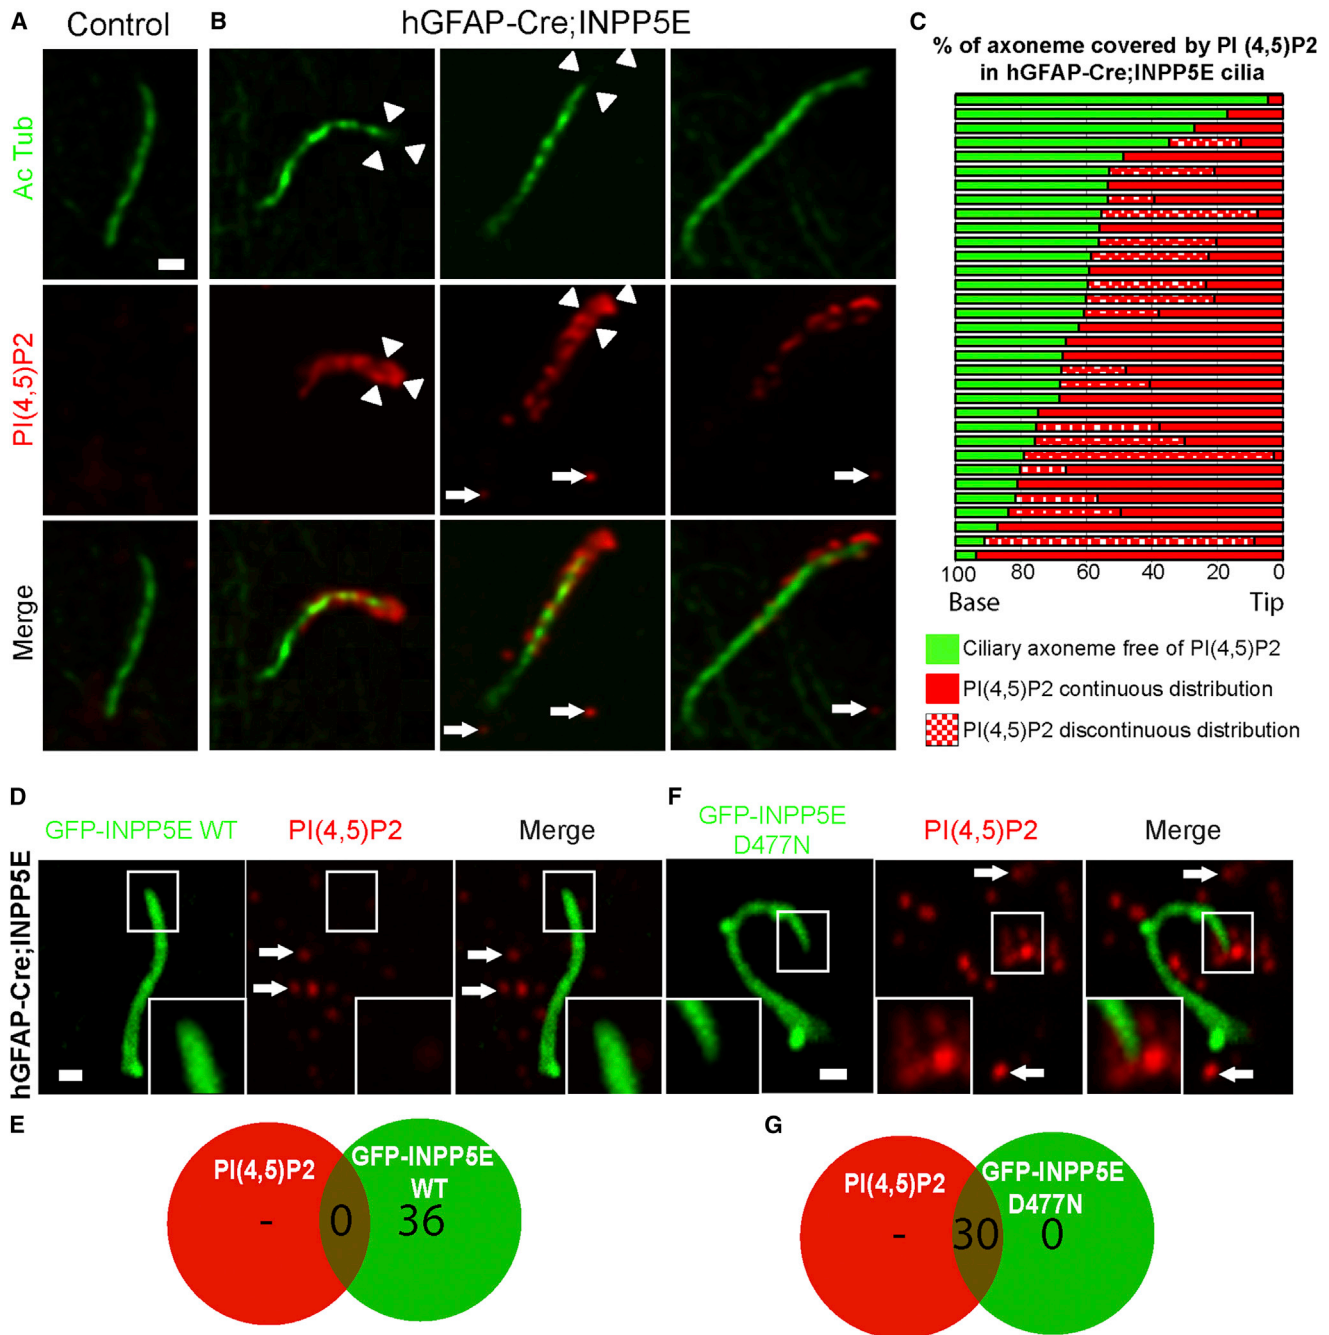 A
Control
B
hGFAP-Cre;INPP5E
C
% of axoneme covered by PI (4,5)P2
in hGFAP-Cre;INPP5E cilia
Ac Tub
PI(4,5)P2
Merge
100 80 60 40 20 0
Base Tip
Ciliary axoneme free of PI(4,5)P2
PI(4,5)P2 continuous distribution
PI(4,5)P2 discontinuous distribution
D
GFP-INPP5E WT
PI(4,5)P2
Merge
F
GFP-INPP5E
D477N
PI(4,5)P2
Merge
hGFAP-Cre;INPP5E
E
PI(4,5)P2
GFP-INPP5E
WT
- 0 36
G
PI(4,5)P2
GFP-INPP5E
D477N
- 30 0